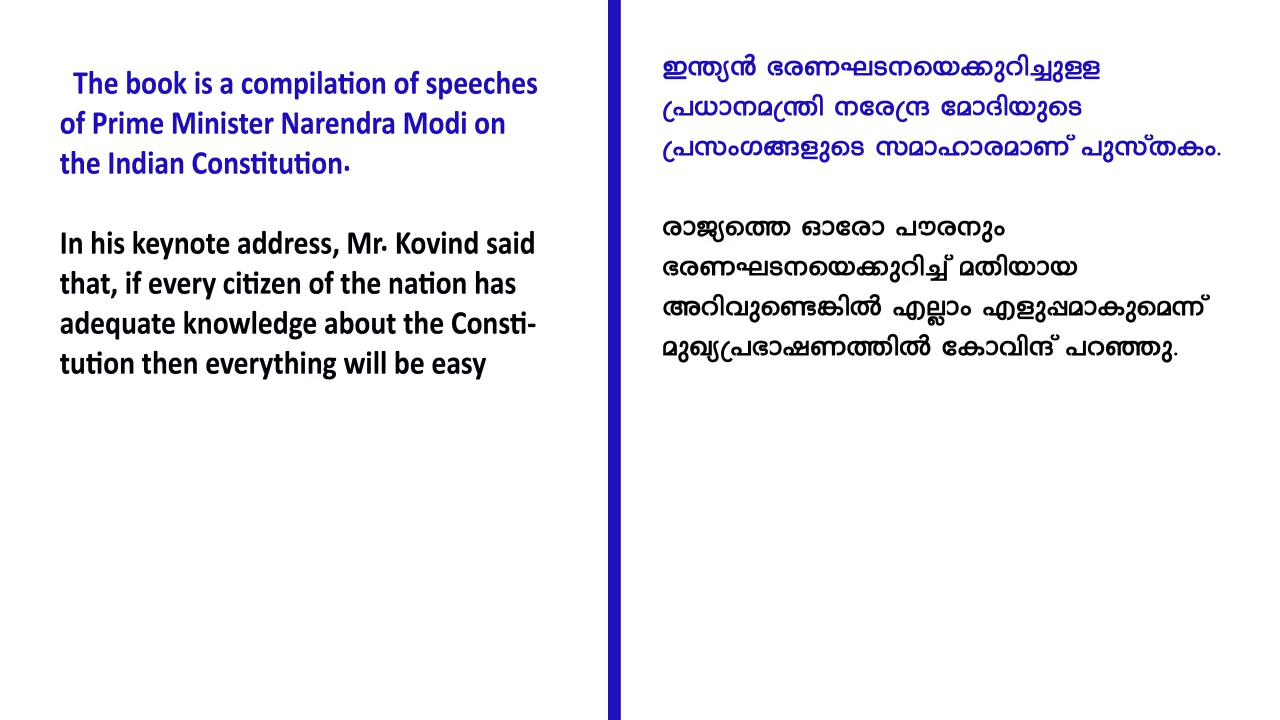 The book is a compilation of speeches
of Prime Minister Narendra Modi on
the Indian Constitution.
In his keynote address, Mr. Kovind said
that, if every citizen of the nation has
adequate knowledge about the Consti-
tution then everything will be easy
ഇന്ത്യൻ ഭരണഘടനയെക്കുറിച്ചുള്ള
പ്രധാനമന്ത്രി നരേന്ദ്ര മോദിയുടെ
പ്രസംഗങ്ങളുടെ സമാഹാരമാണ് പുസ്തകം.
രാജ്യത്തെ ഓരോ പൗരനും
ഭരണഘടനയെക്കുറിച്ച് മതിയായ
അറിവുണ്ടെങ്കിൽ എല്ലാം എളുപ്പമാകുമെന്ന്
മുഖ്യപ്രഭാഷണത്തിൽ കോവിന്ദ് പറഞ്ഞു.